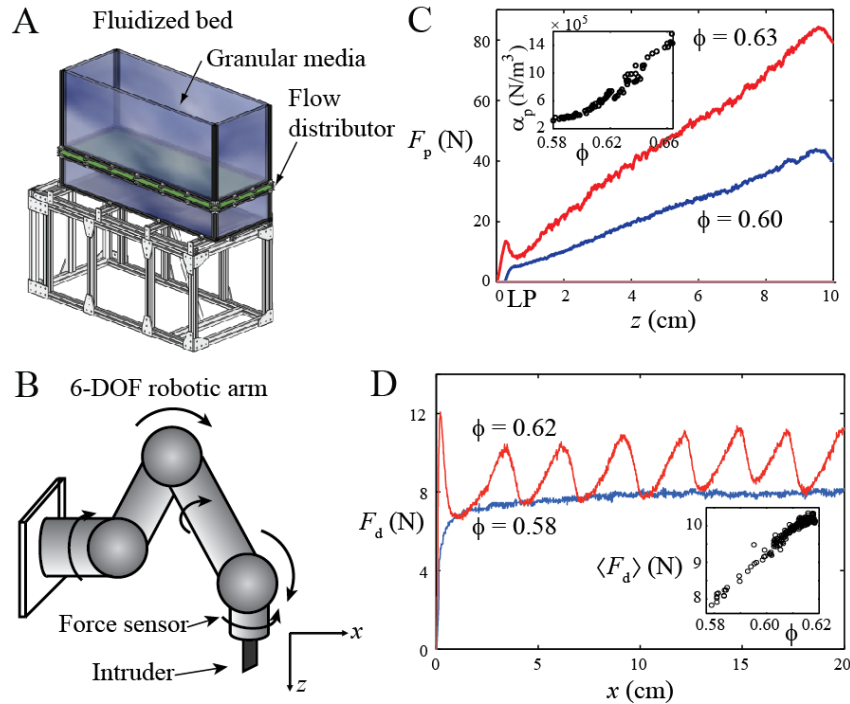 A
Fluidized bed
Granular media
Flow
distributor
B
6-DOF robotic arm
Force sensor
Intruder
x
z
C
80
60
40
20
0
F_p (N)
0
LP
2
4
6
8
10
z (cm)
ϕ = 0.63
ϕ = 0.60
× 10⁵
14
10
6
2
α_p (N/m³)
0.58
0.62
0.66
ϕ
D
12
8
4
0
F_d (N)
0
5
10
15
20
x (cm)
ϕ = 0.62
ϕ = 0.58
⟨F_d⟩ (N)
10
9
8
0.58
0.60
0.62
ϕ